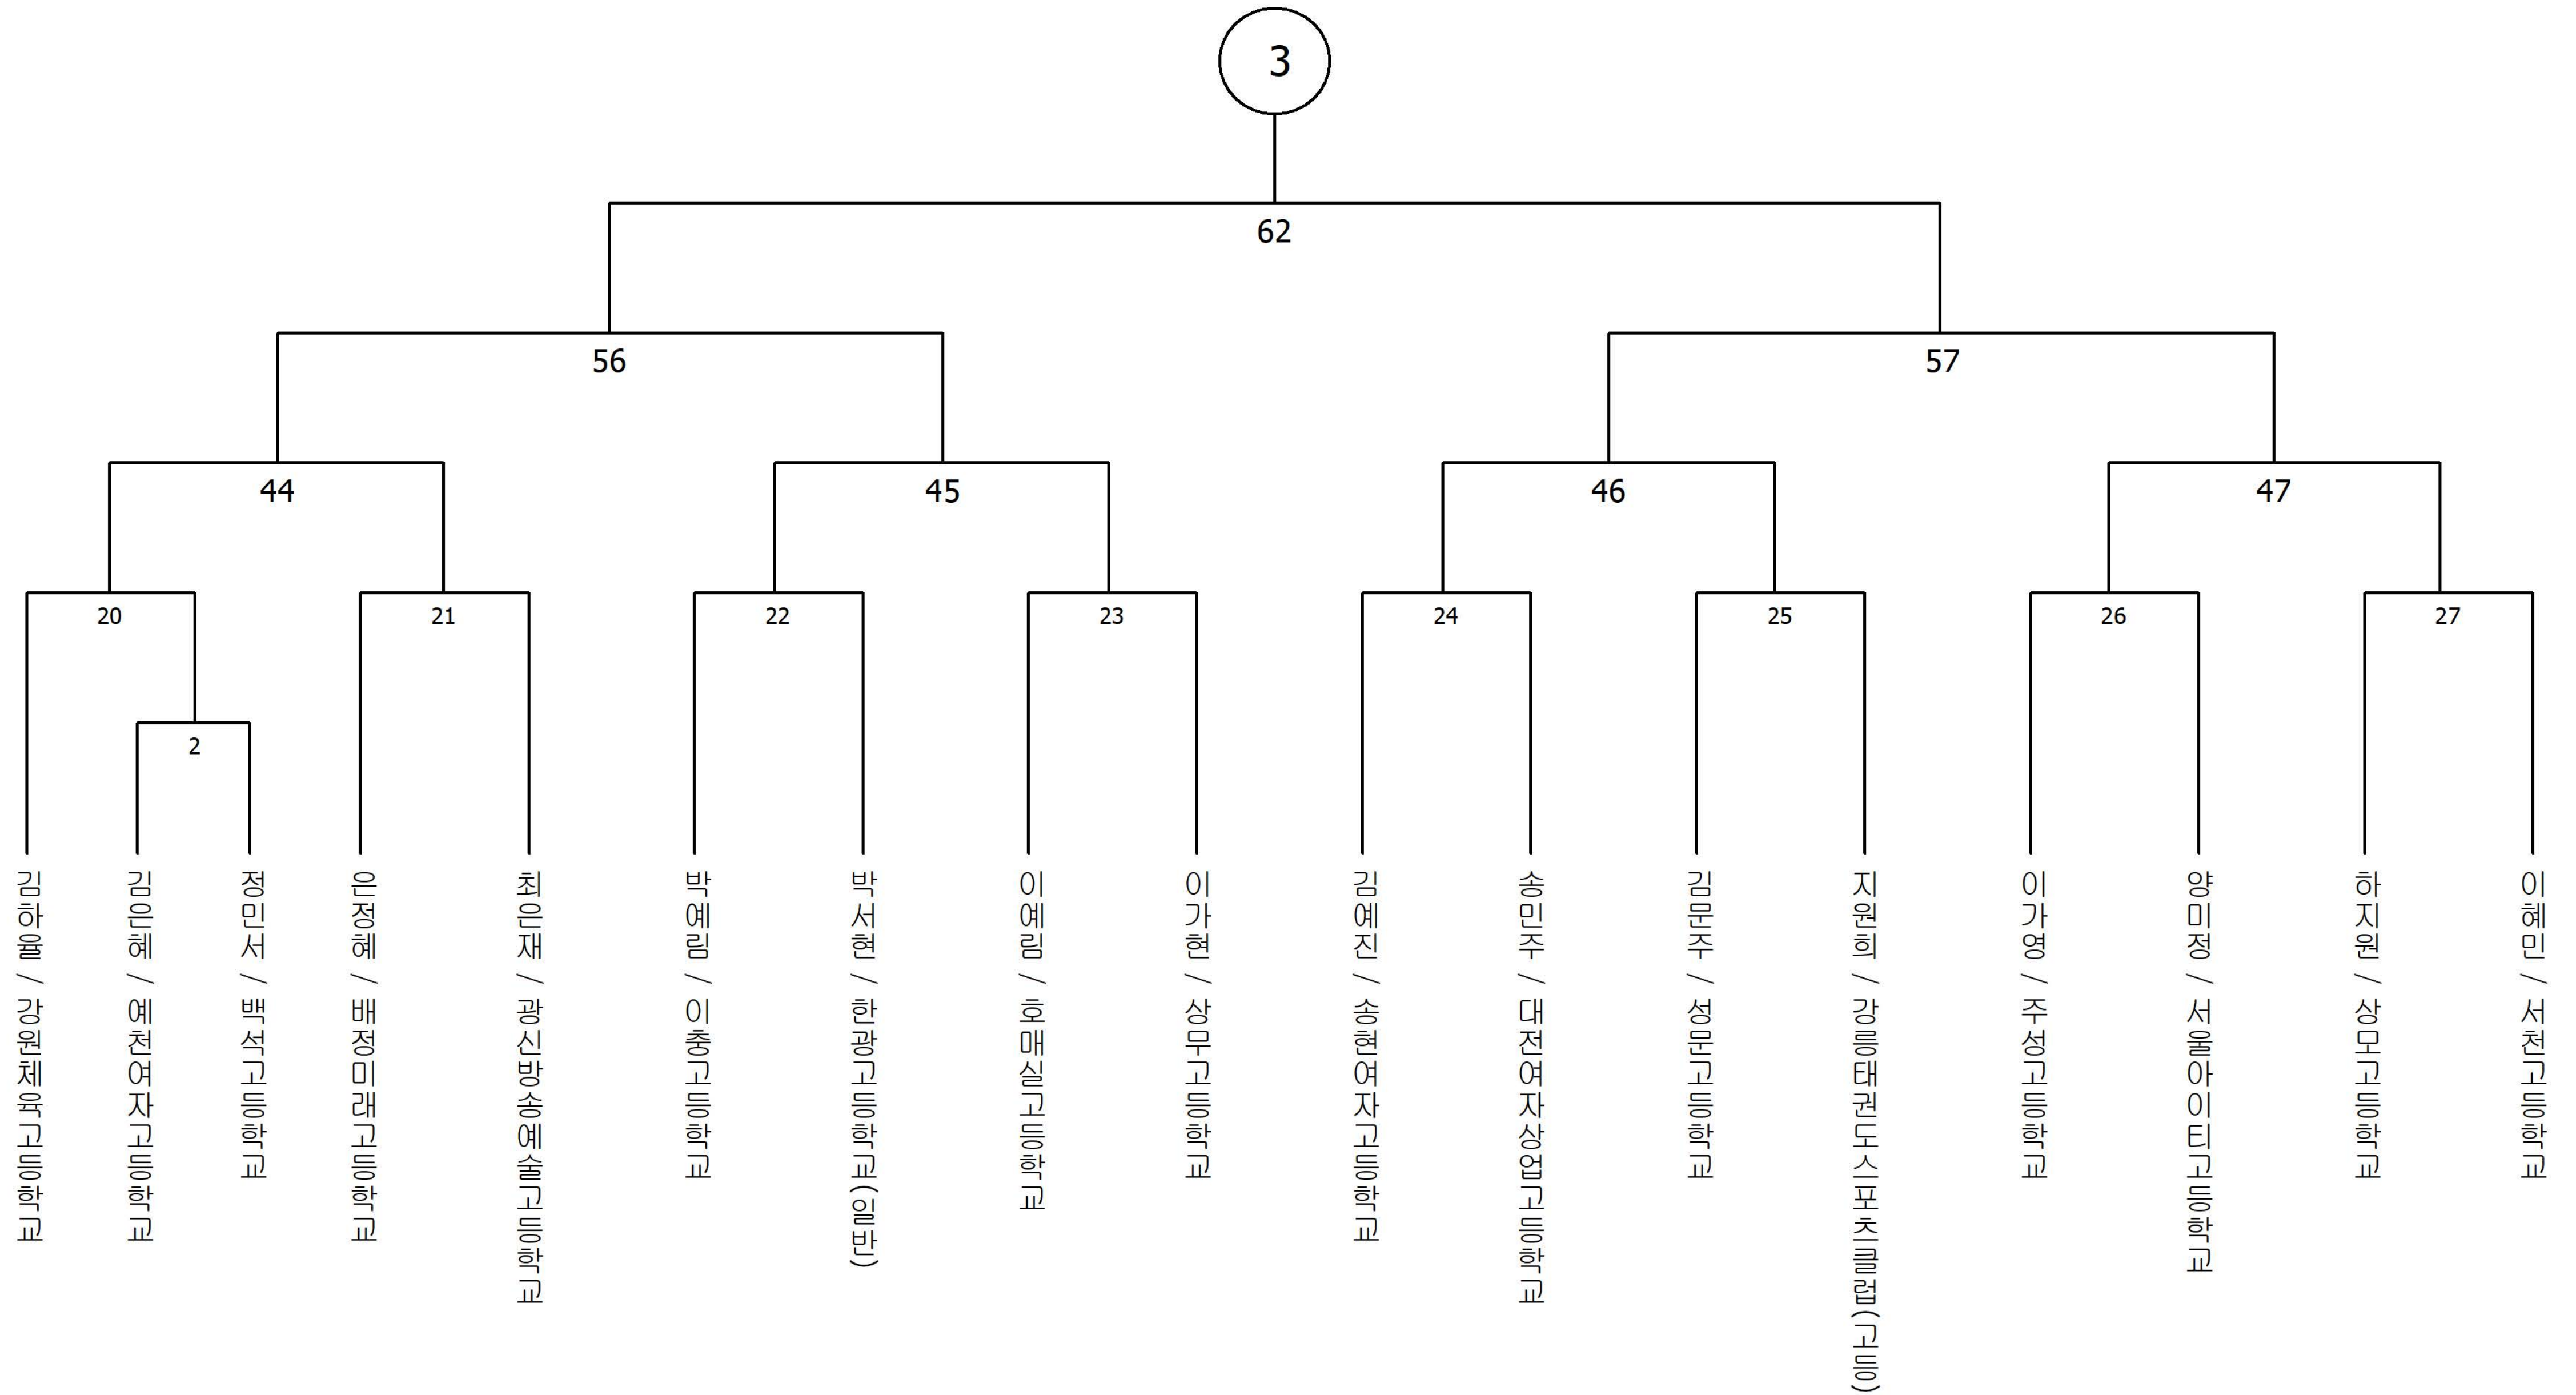 3
62
56
57
44
45
46
47
20
21
22
23
24
25
26
27
2
김하율 / 강원체육고등학교
김은혜 / 예천여자고등학교
정민서 / 백석고등학교
은정혜 / 배정미래고등학교
최은재 / 광신방송예술고등학교
박예림 / 이충고등학교
박서현 / 한광고등학교(일반)
이예림 / 호매실고등학교
이가현 / 상무고등학교
김예진 / 송현여자고등학교
송민주 / 대전여자상업고등학교
김문주 / 성문고등학교
지원희 / 강릉태권도스포츠클럽(고등)
이가영 / 주성고등학교
양미정 / 서울아이티고등학교
하지원 / 상모고등학교
이혜민 / 서천고등학교